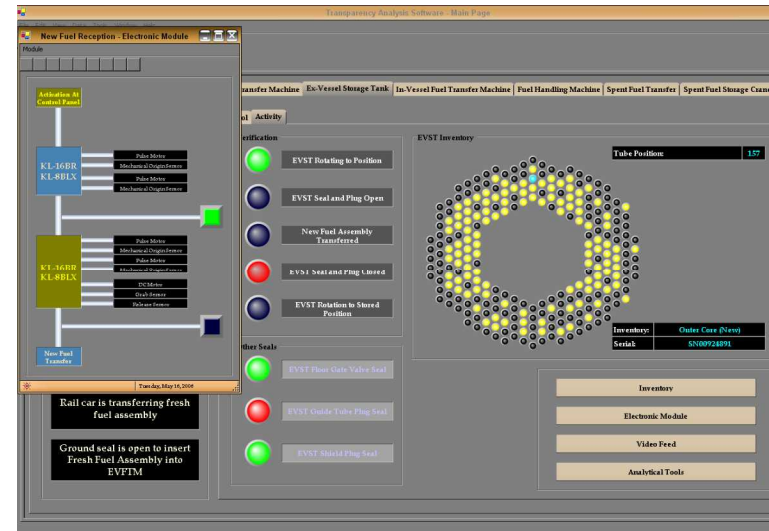 Transparency Analysis Software - Main Page
New Fuel Reception - Electronic Module
Module
Activation At
Control Panel
KL-16BR
KL-8BLX
Pulse Motor
Mechanical Origin Sensor
Pulse Motor
Mechanical Origin Sensor
KL-16BR
KL-8BLX
Pulse Motor
Mechanical Origin Sensor
Pulse Motor
Mechanical Origin Sensor
DC Motor
Grab Sensor
Release Sensor
New Fuel
Transfer
Tuesday, May 16, 2006
Rail car is transferring fresh
fuel assembly
Ground seal is open to insert
Fresh Fuel Assembly into
EVFTM
Transfer Machine
Ex-Vessel Storage Tank
In-Vessel Fuel Transfer Machine
Fuel Handling Machine
Spent Fuel Transfer
Spent Fuel Storage Crane
Activity
EVST Rotating to Position
EVST Seal and Plug Open
New Fuel Assembly
Transferred
EVST Seal and Plug Closed
EVST Rotation to Stored
Position
ther Seals
EVST Floor Gate Valve Seal
EVST Guide Tube Plug Seal
EVST Shield Plug Seal
EVST Inventory
Tube Position: 157
Inventory: Outer Core (New)
Serial: SN00924891
Inventory
Electronic Module
Video Feed
Analytical Tools